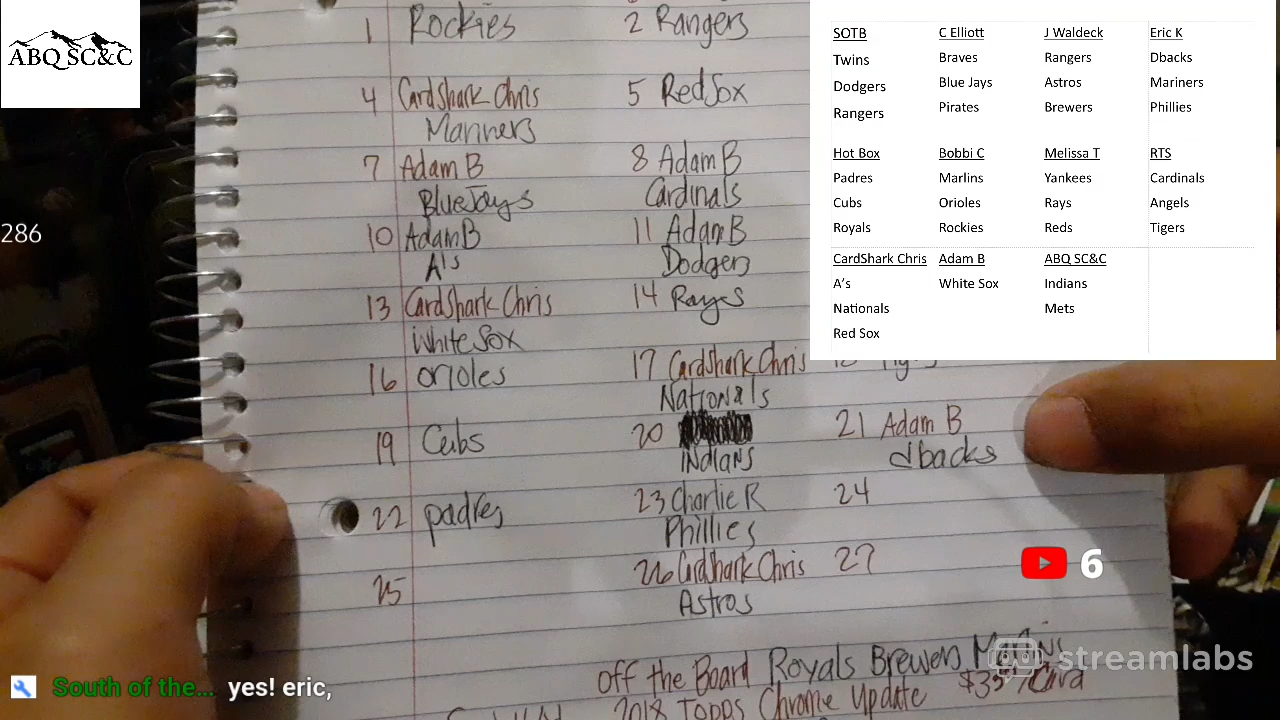 ABQ SC&C
286
1 Rockies 2 Rangers
4 CardShark Chris 5 Red Sox
Mariners
7 Adam B 8 Adam B
BlueJays Cardinals
10 Adam B 11 Adam B
A's Dodgers
13 CardShark Chris 14 Rays
White Sox
16 Orioles 17 CardShark Chris
Nationals
19 Cubs 20 21 Adam B
Indians dbacks
22 padres 23 Charlie R 24
Phillies
25 26 CardShark Chris 27
Astros
off the Board Royals Brewers
2018 Topps Chrome Update
SOTB C Elliott J Waldeck Eric K
Twins Braves Rangers Dbacks
Dodgers Blue Jays Astros Mariners
Rangers Pirates Brewers Phillies
Hot Box Bobbi C Melissa T RTS
Padres Marlins Yankees Cardinals
Cubs Orioles Rays Angels
Royals Rockies Reds Tigers
CardShark Chris Adam B ABQ SC&C
A's White Sox Indians
Nationals Mets
Red Sox
6
streamlabs
South of the... yes! eric,